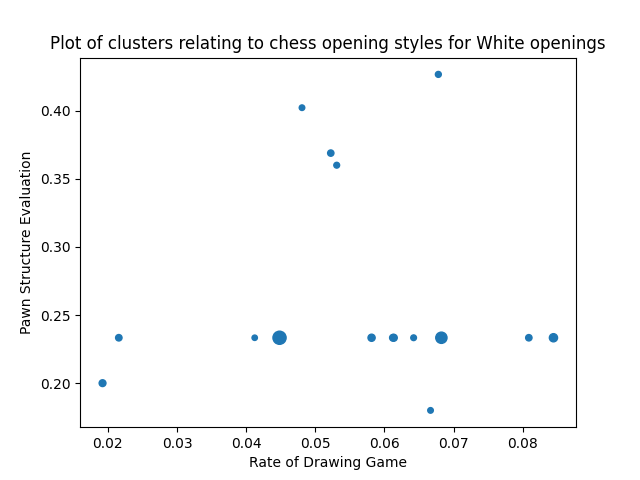 Plot of clusters relating to chess opening styles for White openings
0.40
0.35
0.30
0.25
0.20
Pawn Structure Evaluation
0.02 0.03 0.04 0.05 0.06 0.07 0.08
Rate of Drawing Game